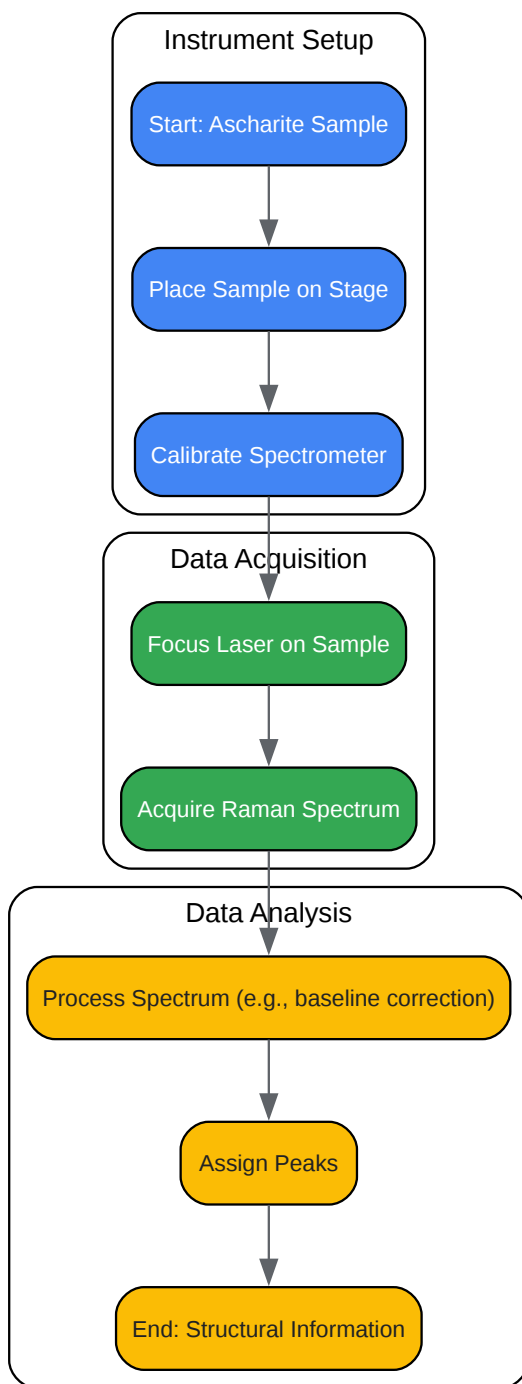 Instrument Setup
Start: Ascharite Sample
Place Sample on Stage
Calibrate Spectrometer
Data Acquisition
Focus Laser on Sample
Acquire Raman Spectrum
Data Analysis
Process Spectrum (e.g., baseline correction)
Assign Peaks
End: Structural Information